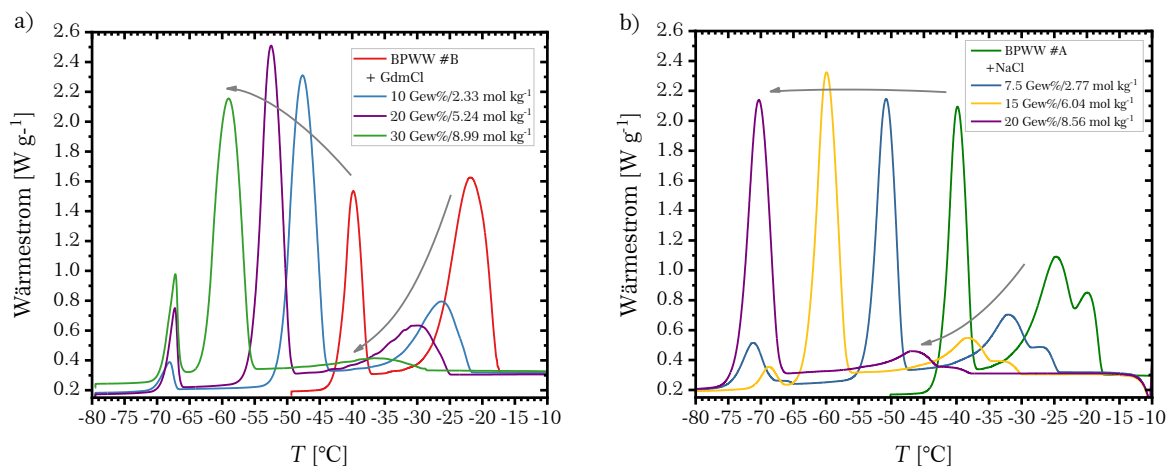 a)
Wärmestrom [W g-¹]
2.6
2.4
2.2
2.0
1.8
1.6
1.4
1.2
1.0
0.8
0.6
0.4
0.2
BPWW #B
+ GdmCl
10 Gew%/2.33 mol kg-1
20 Gew%/5.24 mol kg-1
30 Gew%/8.99 mol kg-1
-80 -75 -70 -65 -60 -55 -50 -45 -40 -35 -30 -25 -20 -15 -10
T [°C]
b)
Wärmestrom [W g-¹]
2.6
2.4
2.2
2.0
1.8
1.6
1.4
1.2
1.0
0.8
0.6
0.4
0.2
BPWW #A
+NaCl
7.5 Gew%/2.77 mol kg-1
15 Gew%/6.04 mol kg-1
20 Gew%/8.56 mol kg-1
-80 -75 -70 -65 -60 -55 -50 -45 -40 -35 -30 -25 -20 -15 -10
T [°C]